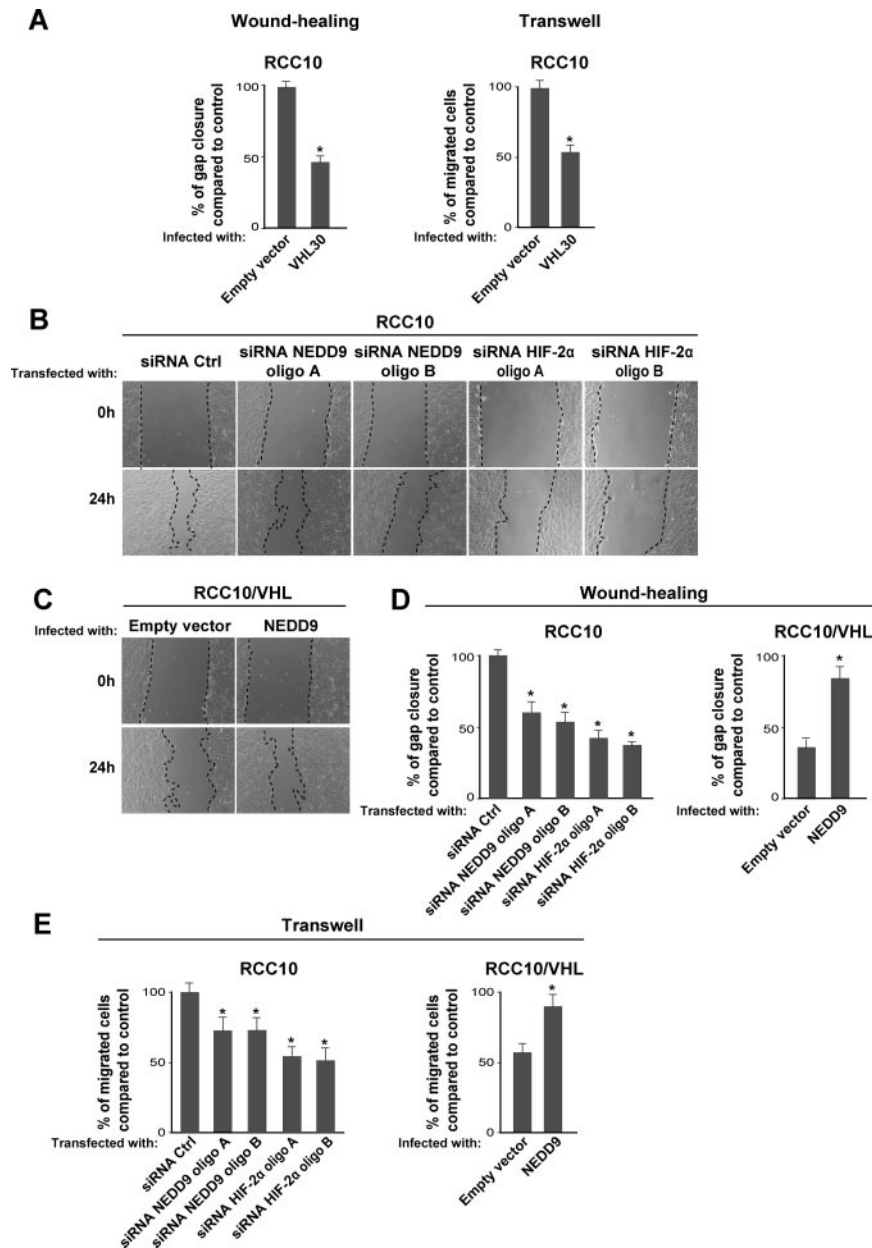 A
Wound-healing
Transwell
RCC10
RCC10
% of gap closure
compared to control
100
50
0
*
Infected with:
Empty vector
VHL30
% of migrated cells
compared to control
100
50
0
*
Infected with:
Empty vector
VHL30
B
RCC10
Transfected with:
siRNA Ctrl
siRNA NEDD9
oligo A
siRNA NEDD9
oligo B
siRNA HIF-2α
oligo A
siRNA HIF-2α
oligo B
0h
24h
C
RCC10/VHL
Infected with:
Empty vector
NEDD9
0h
24h
D
Wound-healing
RCC10
RCC10/VHL
% of gap closure
compared to control
100
50
0
*
*
*
*
Transfected with:
siRNA Ctrl
siRNA NEDD9 oligo A
siRNA NEDD9 oligo B
siRNA HIF-2α oligo A
siRNA HIF-2α oligo B
% of gap closure
compared to control
100
50
0
*
Infected with:
Empty vector
NEDD9
E
Transwell
RCC10
RCC10/VHL
% of migrated cells
compared to control
100
50
0
*
*
*
*
Transfected with:
siRNA Ctrl
siRNA NEDD9 oligo A
siRNA NEDD9 oligo B
siRNA HIF-2α oligo A
siRNA HIF-2α oligo B
% of migrated cells
compared to control
100
50
0
*
Infected with:
Empty vector
NEDD9